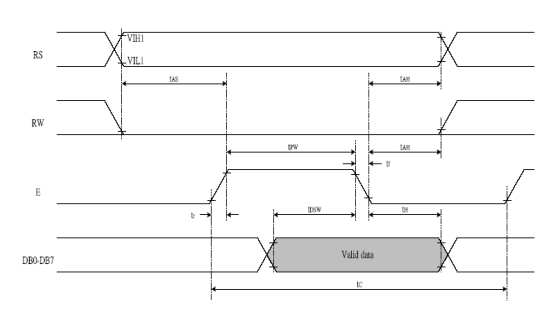 RS
VIH1
VIL1
tAS
tAH
RW
tPW
tf
tAH
E
tr
tDSW
tH
DB0-DB7
Valid data
tC